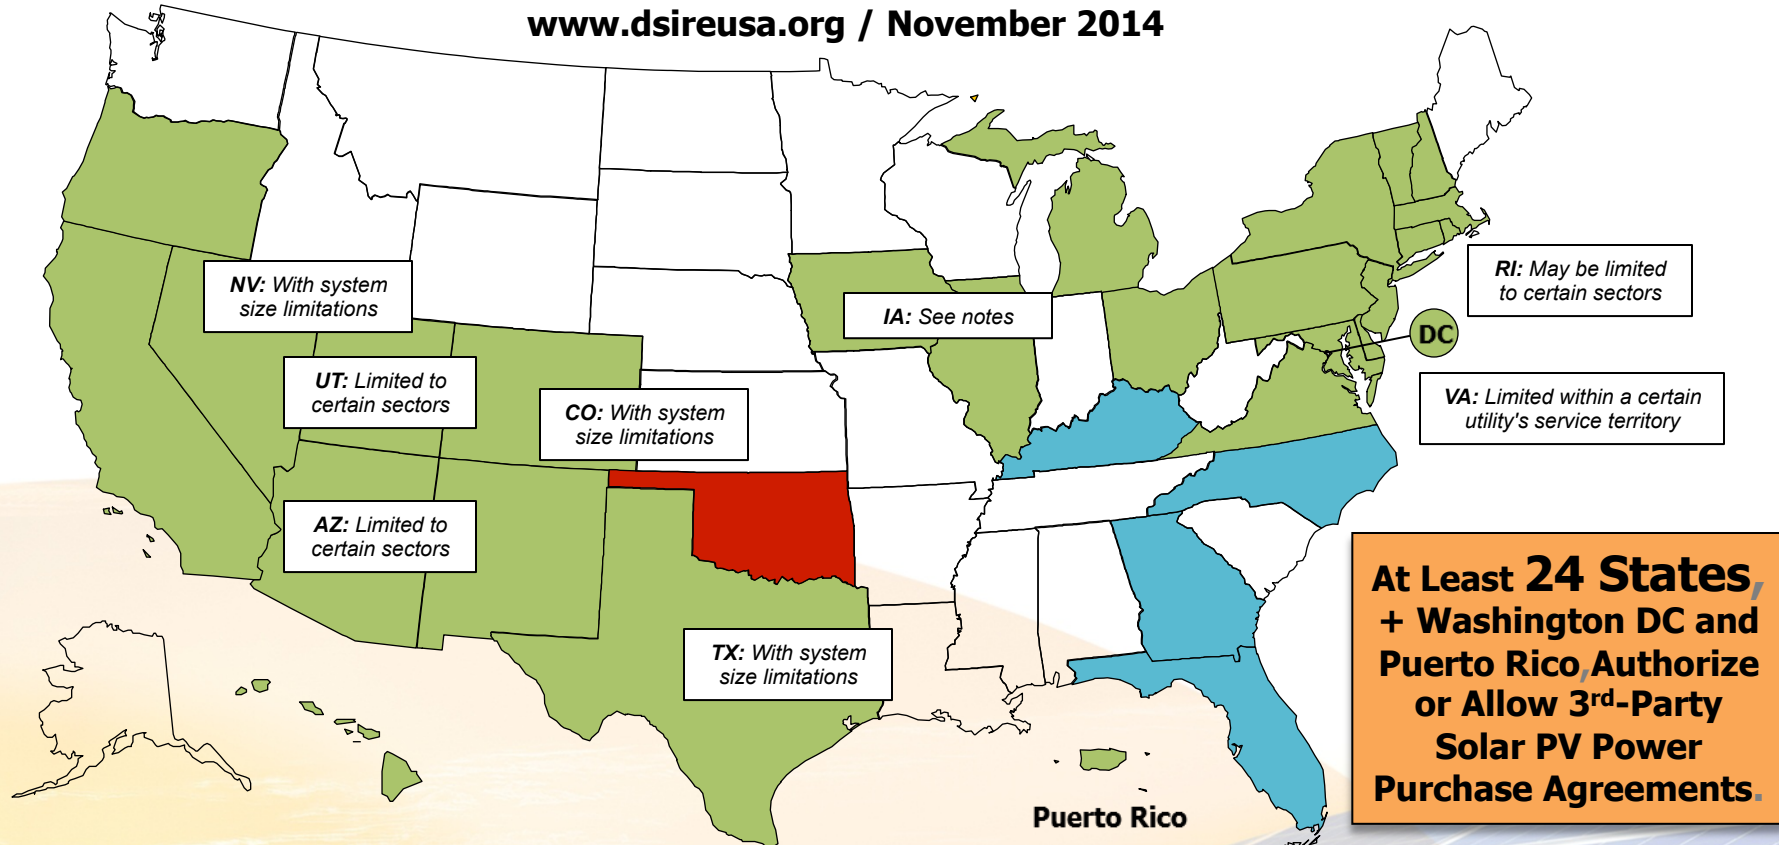 www.dsireusa.org / November 2014
NV: With system
size limitations
UT: Limited to
certain sectors
CO: With system
size limitations
AZ: Limited to
certain sectors
TX: With system
size limitations
IA: See notes
RI: May be limited
to certain sectors
DC
VA: Limited within a certain
utility's service territory
At Least 24 States,
+ Washington DC and
Puerto Rico, Authorize
or Allow 3rd-Party
Solar PV Power
Purchase Agreements.
Puerto Rico